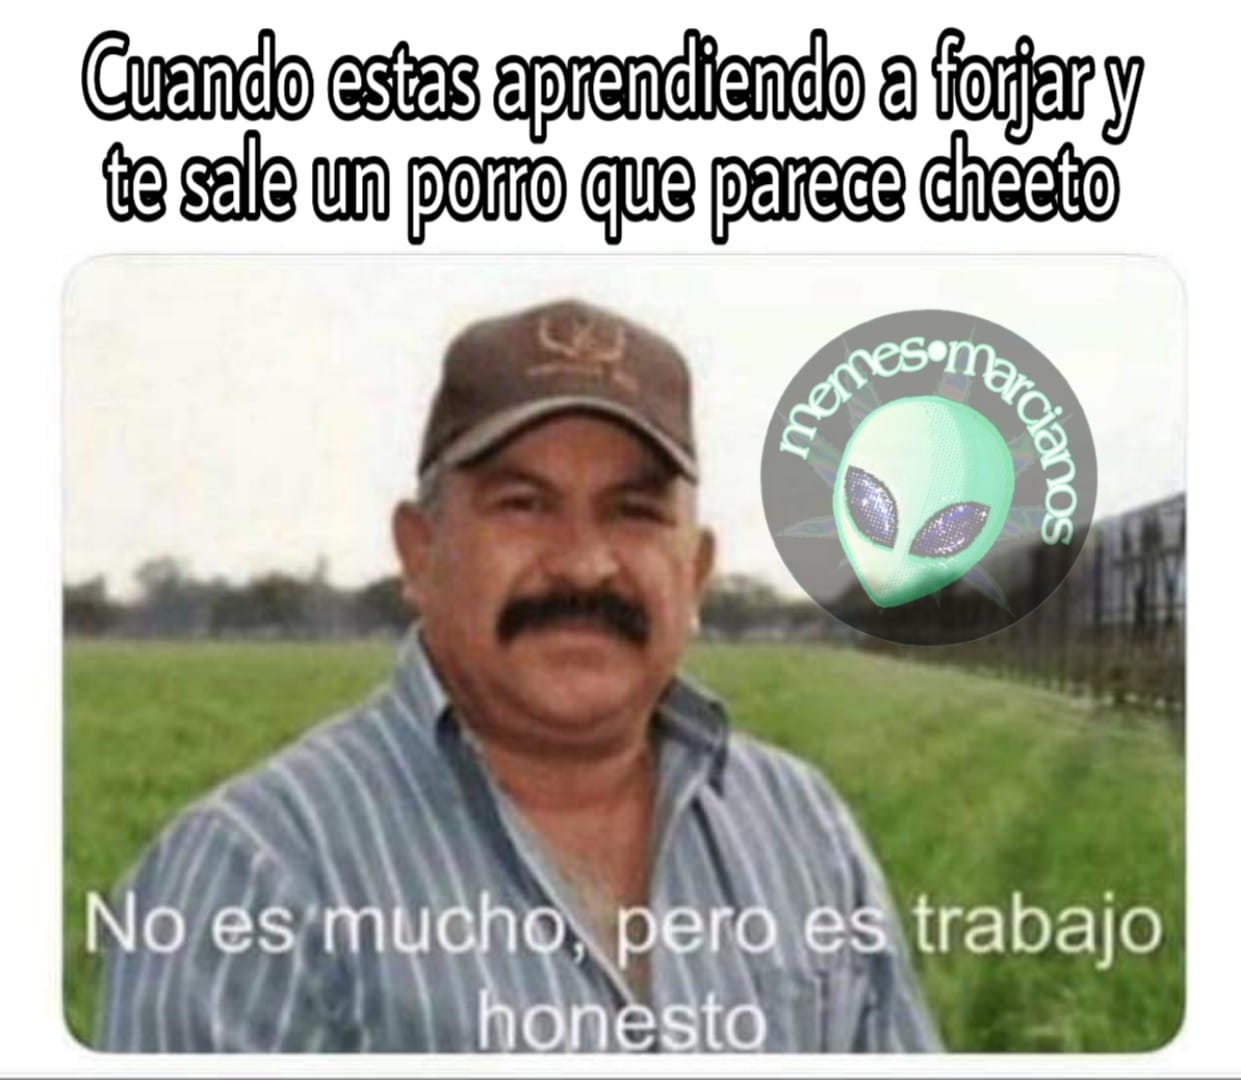 Cuando estas aprendiendo a forjar y
te sale un porro que parece cheeto
memes•marcianos
No es mucho, pero es trabajo
honesto